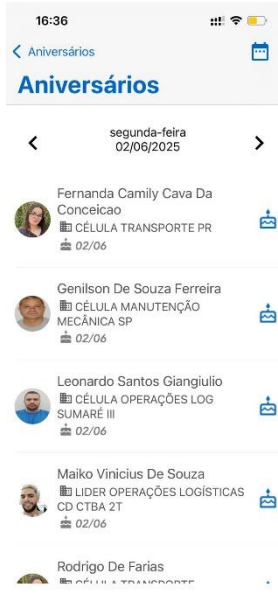 16:36
Aniversários
Aniversários
segunda-feira
02/06/2025
Fernanda Camily Cava Da
Conceicao
CÉLULA TRANSPORTE PR
02/06
Genilson De Souza Ferreira
CÉLULA MANUTENÇÃO
MECÂNICA SP
02/06
Leonardo Santos Giangiulio
CÉLULA OPERAÇÕES LOG
SUMARÉ III
02/06
Maiko Vinicius De Souza
LIDER OPERAÇÕES LOGÍSTICAS
CD CTBA 2T
02/06
Rodrigo De Farias
CÉLULA TRANSPORTE